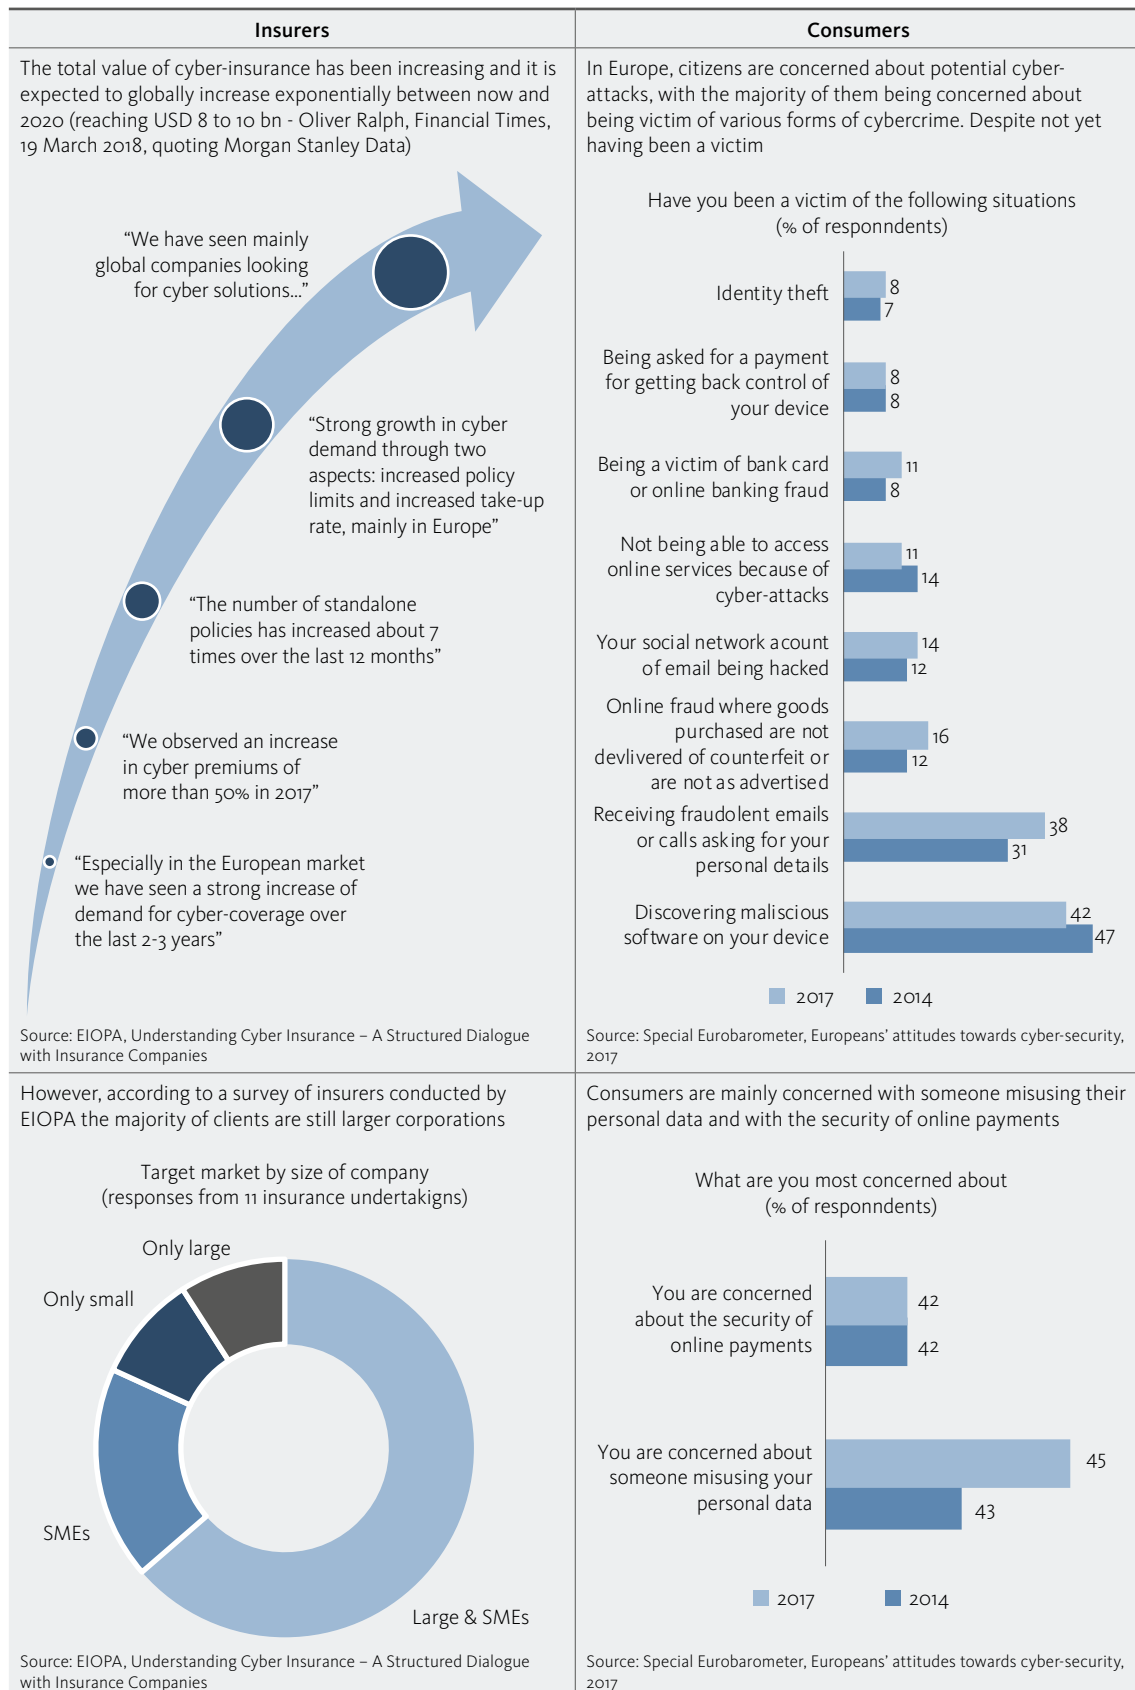 Insurers
The total value of cyber-insurance has been increasing and it is
expected to globally increase exponentially between now and
2020 (reaching USD 8 to 10 bn - Oliver Ralph, Financial Times,
19 March 2018, quoting Morgan Stanley Data)
“We have seen mainly
global companies looking
for cyber solutions...”
“Strong growth in cyber
demand through two
aspects: increased policy
limits and increased take-up
rate, mainly in Europe”
“The number of standalone
policies has increased about 7
times over the last 12 months”
“We observed an increase
in cyber premiums of
more than 50% in 2017”
“Especially in the European market
we have seen a strong increase of
demand for cyber-coverage over
the last 2-3 years”
Source: EIOPA, Understanding Cyber Insurance – A Structured Dialogue
with Insurance Companies
Consumers
In Europe, citizens are concerned about potential cyber-
attacks, with the majority of them being concerned about
being victim of various forms of cybercrime. Despite not yet
having been a victim
Have you been a victim of the following situations
(% of responndents)
Identity theft
8
7
Being asked for a payment
for getting back control of
your device
8
8
Being a victim of bank card
or online banking fraud
11
8
Not being able to access
online services because of
cyber-attacks
11
14
Your social network acount
of email being hacked
14
12
Online fraud where goods
purchased are not
devlivered of counterfeit or
are not as advertised
16
12
Receiving fraudolent emails
or calls asking for your
personal details
38
31
Discovering maliscious
software on your device
42
47
2017 2014
Source: Special Eurobarometer, Europeans’ attitudes towards cyber-security,
2017
However, according to a survey of insurers conducted by
EIOPA the majority of clients are still larger corporations
Target market by size of company
(responses from 11 insurance undertakigns)
Only large
Only small
SMEs
Large & SMEs
Source: EIOPA, Understanding Cyber Insurance – A Structured Dialogue
with Insurance Companies
Consumers are mainly concerned with someone misusing their
personal data and with the security of online payments
What are you most concerned about
(% of responndents)
You are concerned
about the security of
online payments
42
42
You are concerned about
someone misusing your
personal data
45
43
2017 2014
Source: Special Eurobarometer, Europeans’ attitudes towards cyber-security,
2017